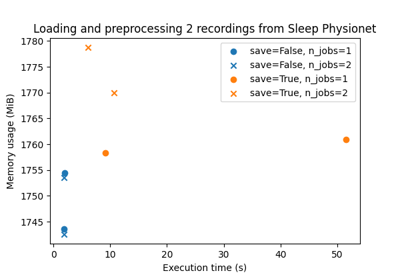 Loading and preprocessing 2 recordings from Sleep Physionet
1780
1775
1770
1765
1760
1755
1750
1745
Memory usage (MiB)
save=False, n_jobs=1
save=False, n_jobs=2
save=True, n_jobs=1
save=True, n_jobs=2
0 10 20 30 40 50
Execution time (s)